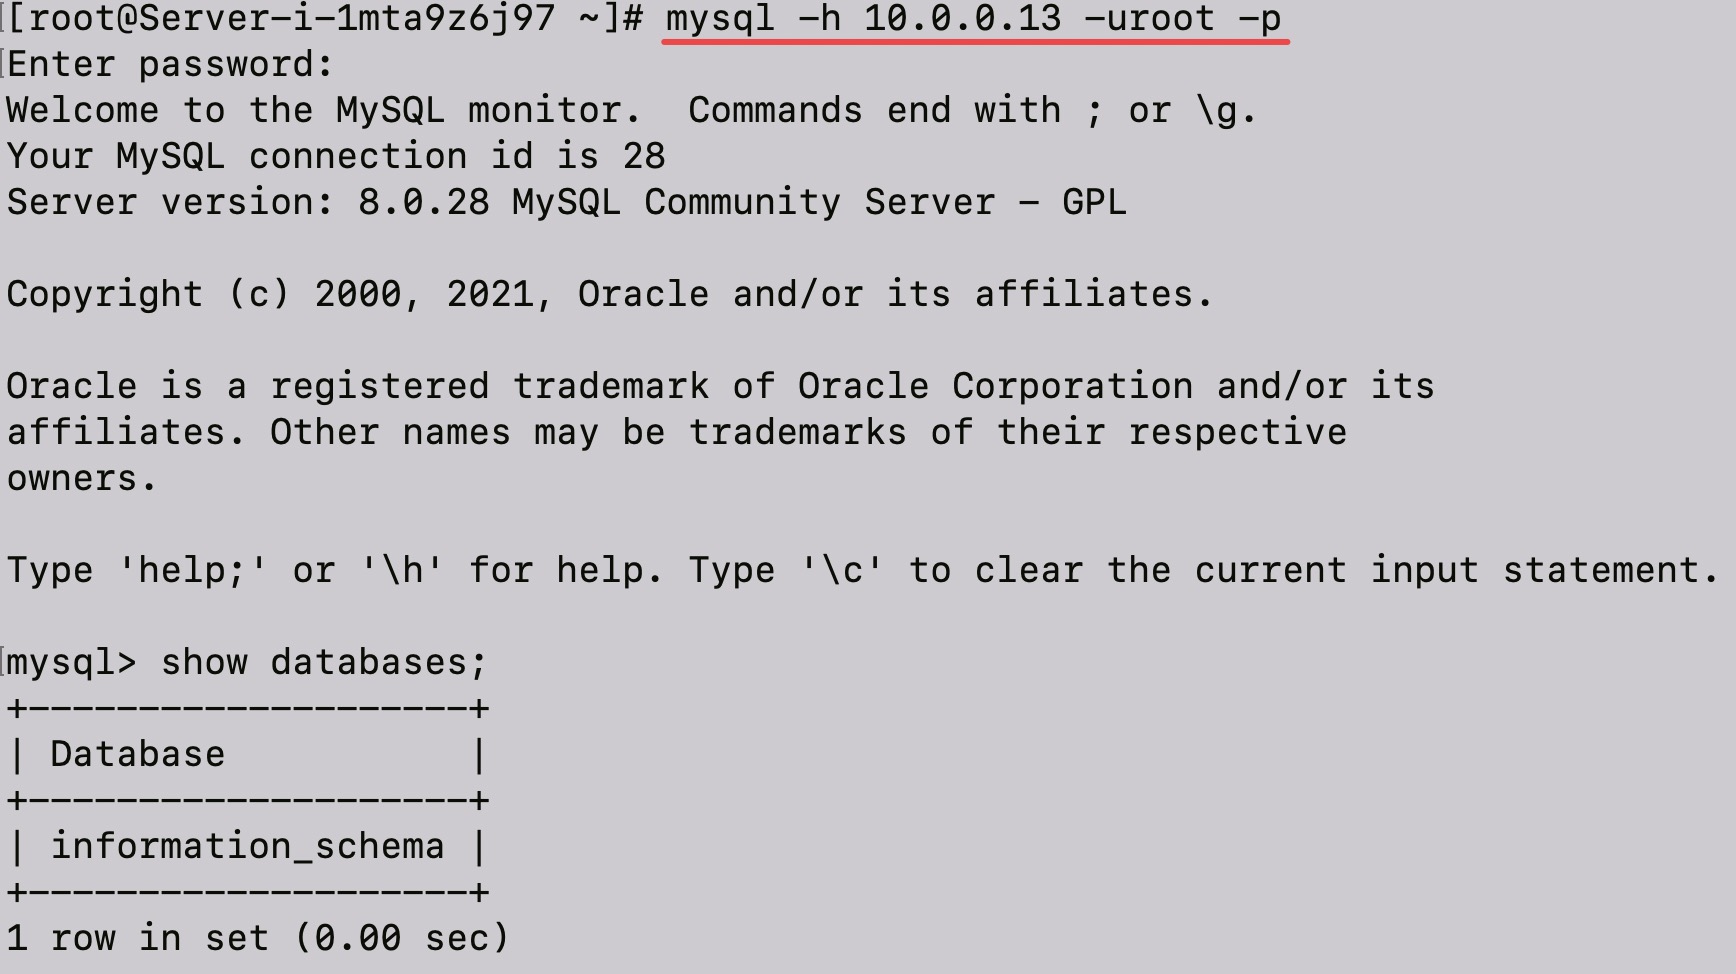 [root@Server-i-1mta9z6j97 ~]# mysql -h 10.0.0.13 -uroot -p
Enter password:
Welcome to the MySQL monitor.  Commands end with ; or \g.
Your MySQL connection id is 28
Server version: 8.0.28 MySQL Community Server - GPL

Copyright (c) 2000, 2021, Oracle and/or its affiliates.

Oracle is a registered trademark of Oracle Corporation and/or its
affiliates. Other names may be trademarks of their respective
owners.

Type 'help;' or '\h' for help. Type '\c' to clear the current input statement.

mysql> show databases;
+--------------------+
| Database           |
+--------------------+
| information_schema |
+--------------------+
1 row in set (0.00 sec)